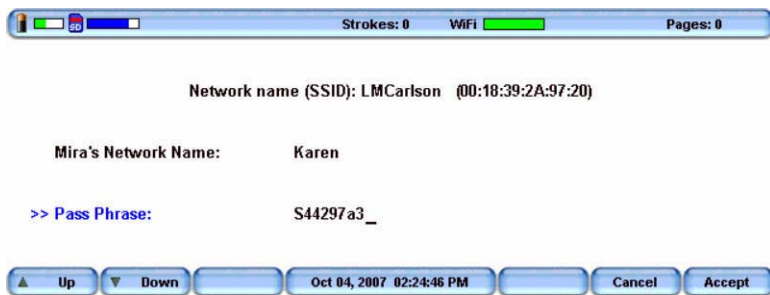 SD Strokes: 0 WiFi Pages: 0
Network name (SSID): LMCarlson (00:18:39:2A:97:20)
Mira's Network Name: Karen
>> Pass Phrase: S44297a3_
Up Down Oct 04, 2007 02:24:46 PM Cancel Accept